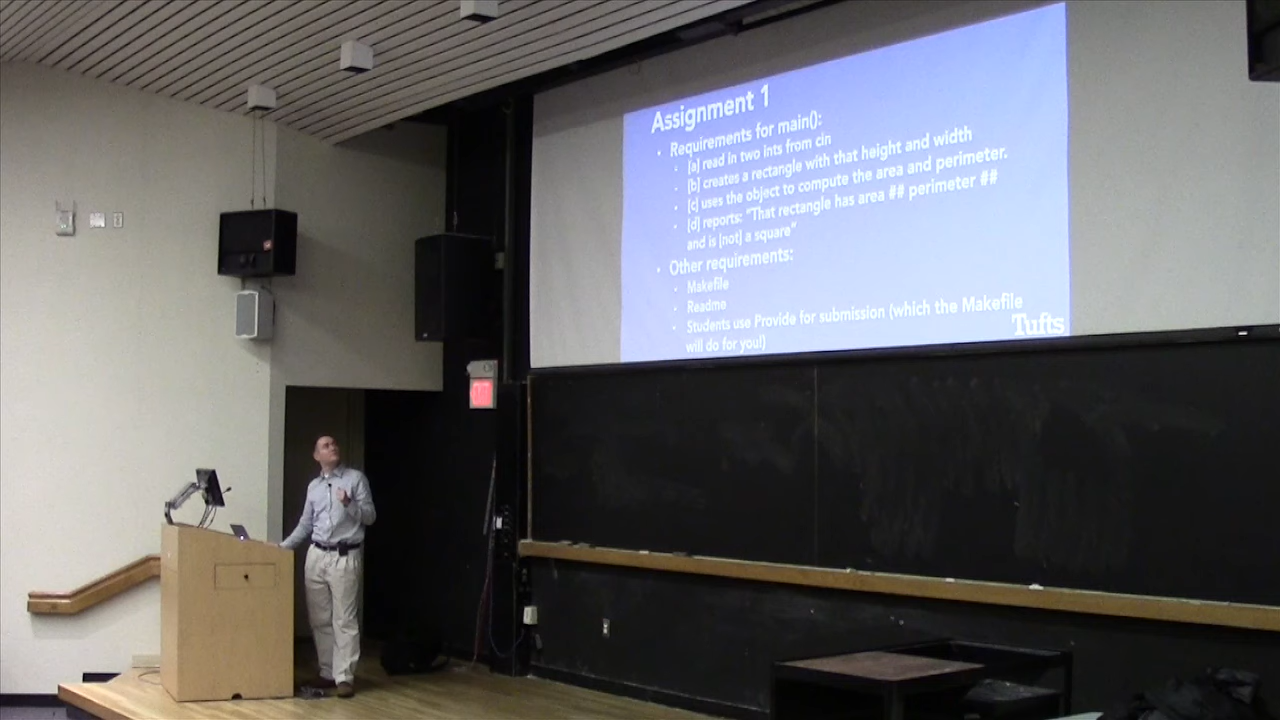 Assignment 1
• Requirements for main():
• [a] read in two ints from cin
• [b] creates a rectangle with that height and width
• [c] uses the object to compute the area and perimeter.
• [d] reports: "That rectangle has area ## perimeter ##
and is [not] a square"
• Other requirements:
• Makefile
• Readme
• Students use Provide for submission (which the Makefile
will do for you!)
Tufts